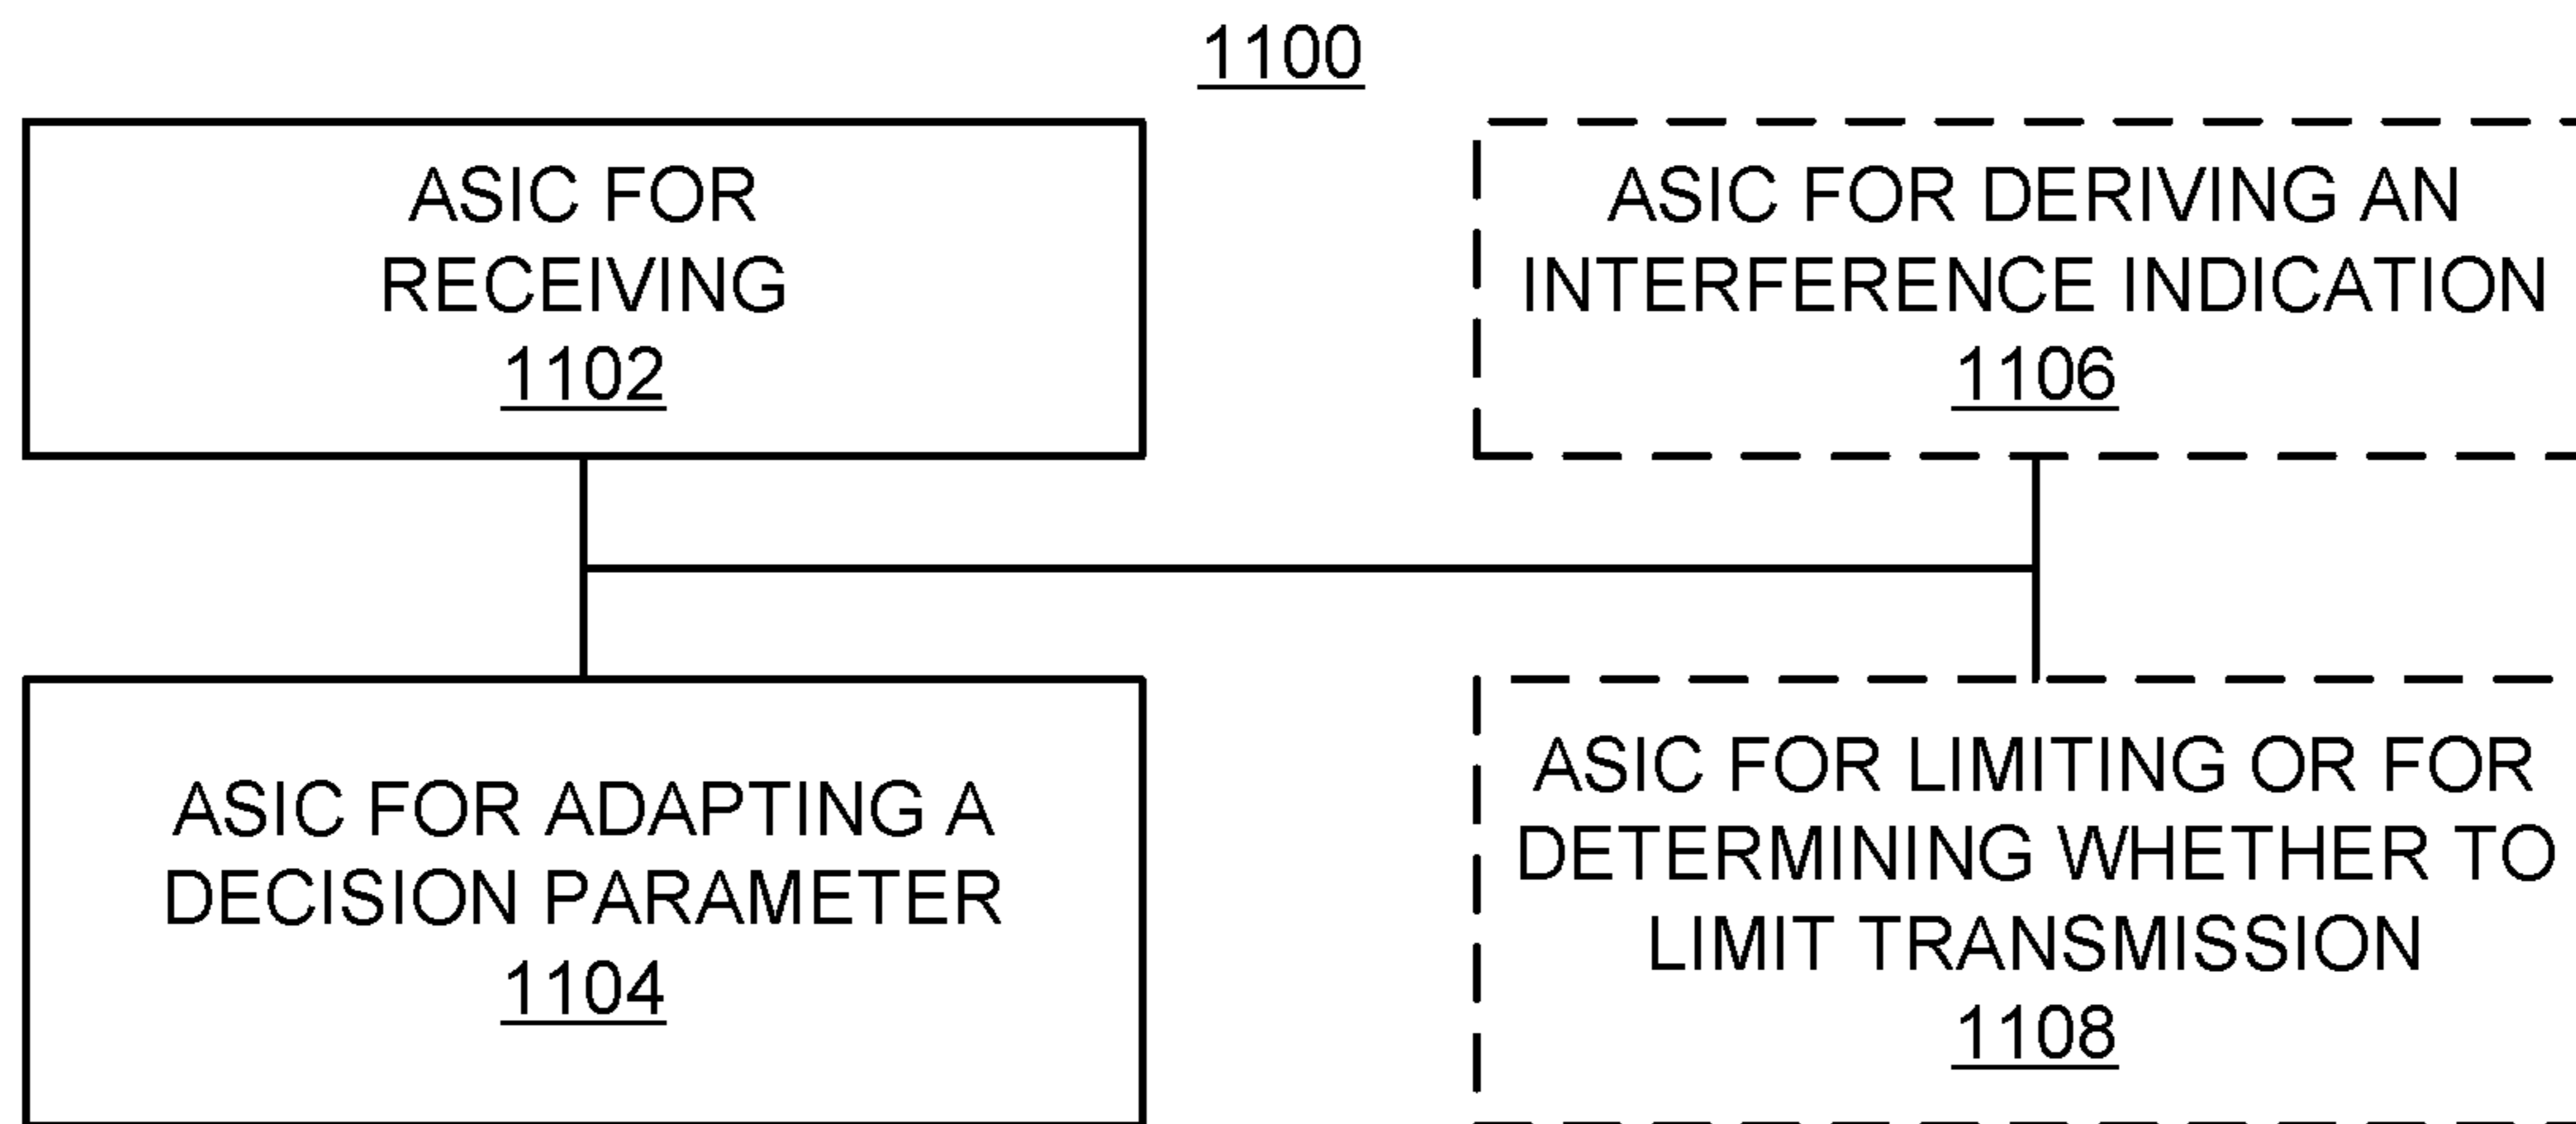 1100
ASIC FOR
RECEIVING
1102
ASIC FOR DERIVING AN
INTERFERENCE INDICATION
1106
ASIC FOR ADAPTING A
DECISION PARAMETER
1104
ASIC FOR LIMITING OR FOR
DETERMINING WHETHER TO
LIMIT TRANSMISSION
1108